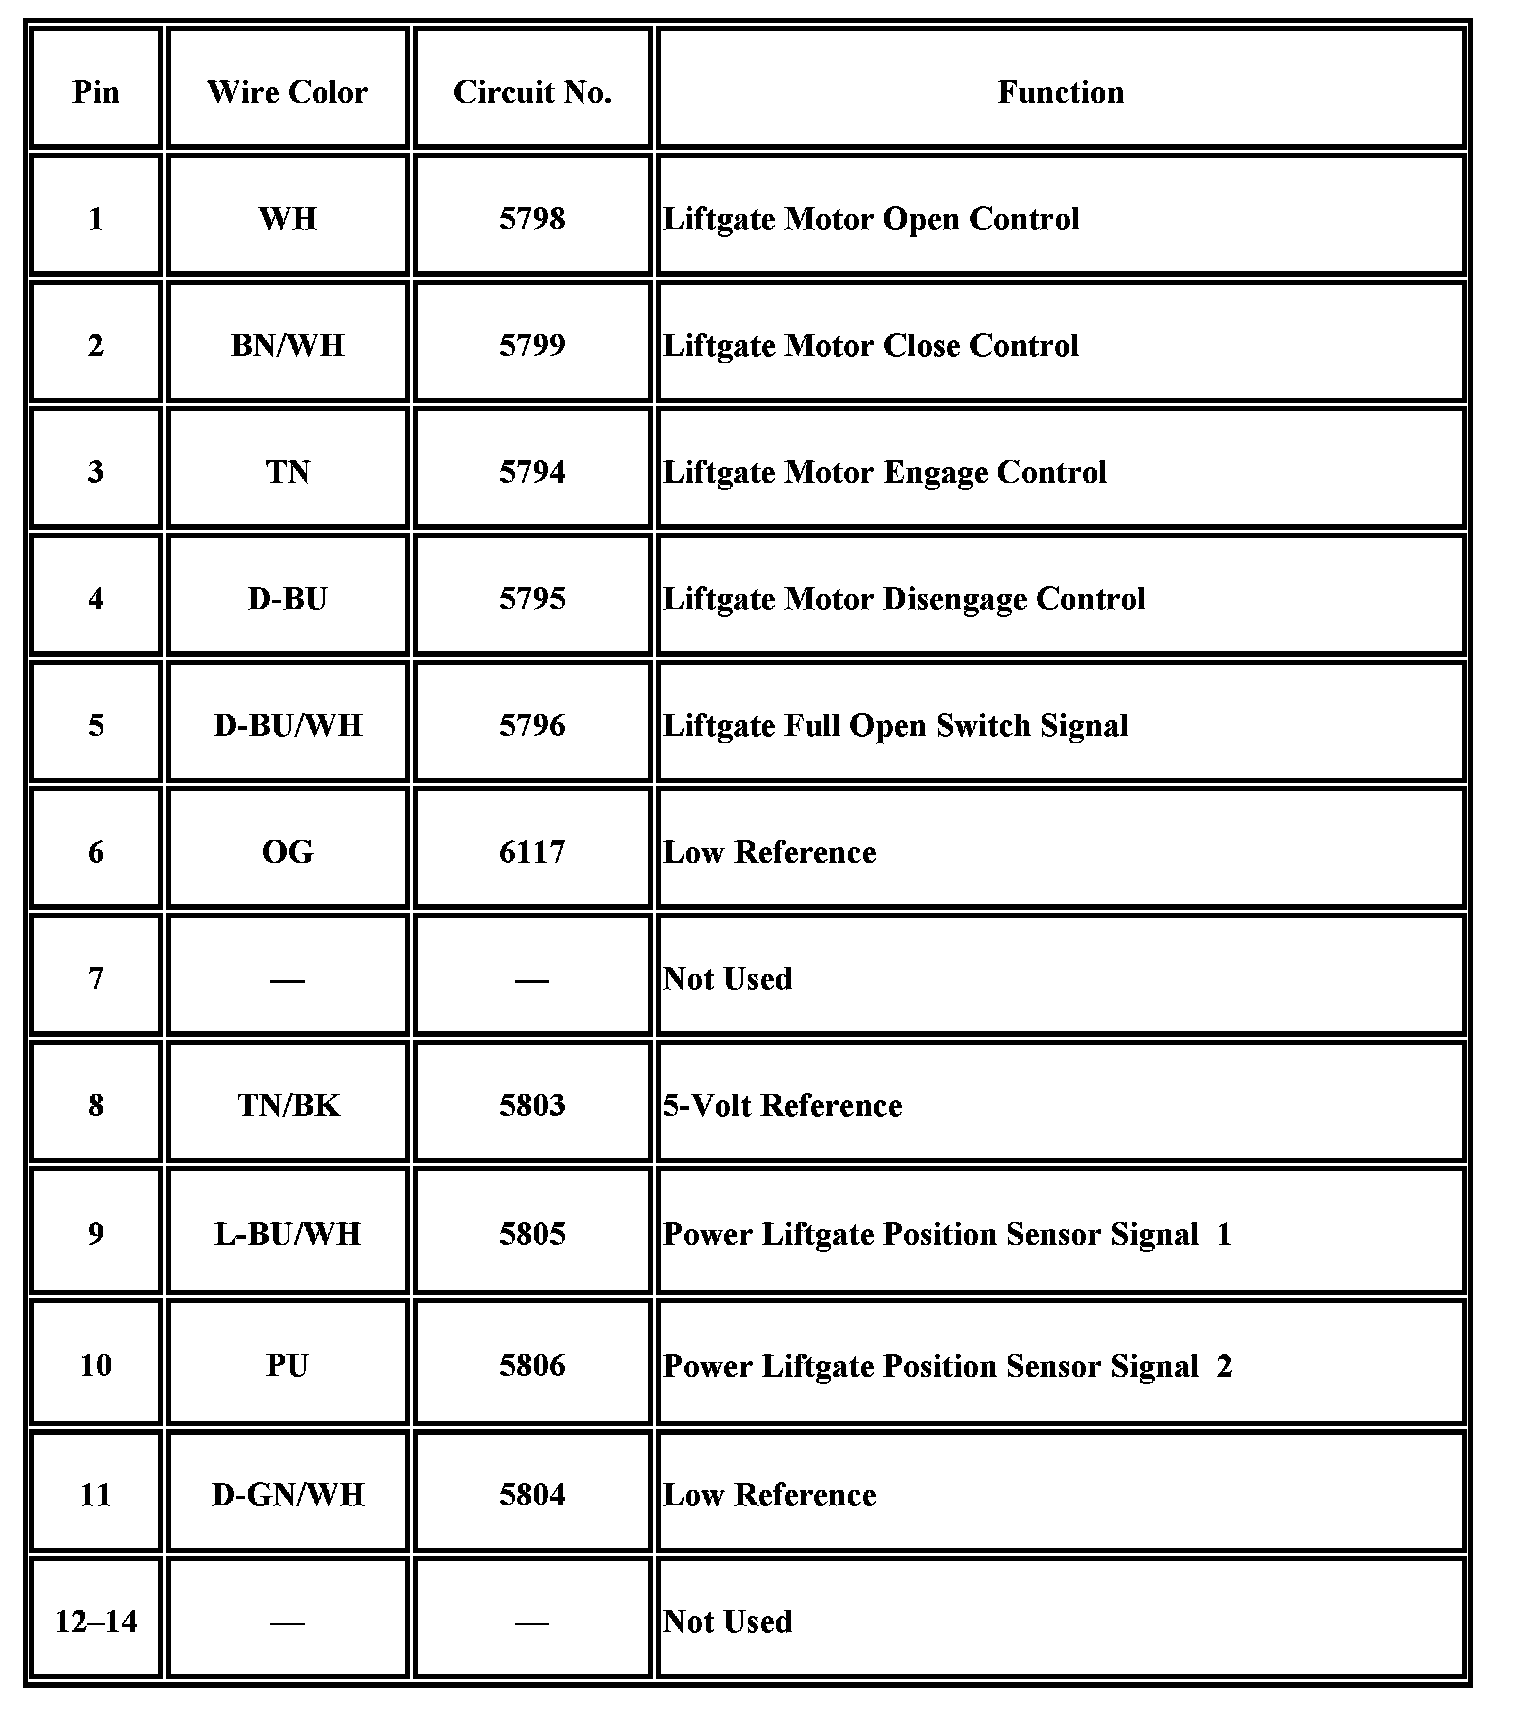 Pin Wire Color Circuit No. Function
1 WH 5798 Liftgate Motor Open Control
2 BN/WH 5799 Liftgate Motor Close Control
3 TN 5794 Liftgate Motor Engage Control
4 D-BU 5795 Liftgate Motor Disengage Control
5 D-BU/WH 5796 Liftgate Full Open Switch Signal
6 OG 6117 Low Reference
7 — — Not Used
8 TN/BK 5803 5-Volt Reference
9 L-BU/WH 5805 Power Liftgate Position Sensor Signal 1
10 PU 5806 Power Liftgate Position Sensor Signal 2
11 D-GN/WH 5804 Low Reference
12–14 — — Not Used